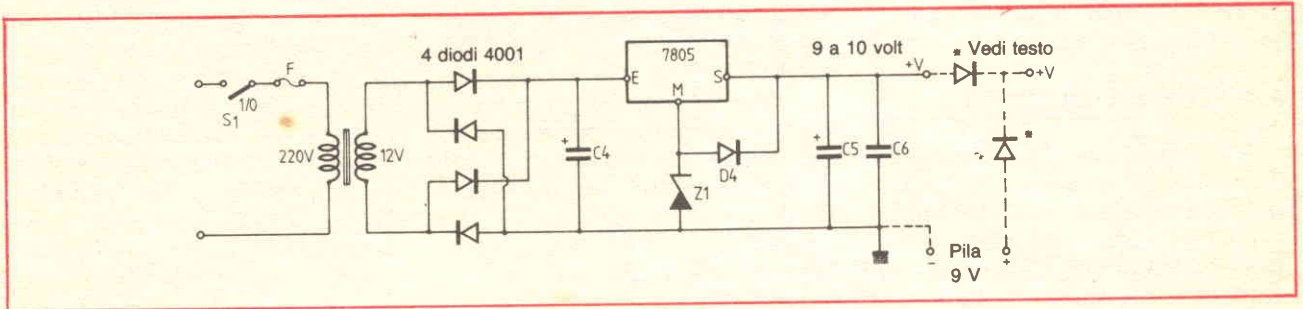 4 diodi 4001
7805
9 a 10 volt
* Vedi testo
F
E
S
+V
+V
M
1/0
S1
220V
12V
+
C4
D4
+
C5
C6
*
Z1
Pila
- +
9 V